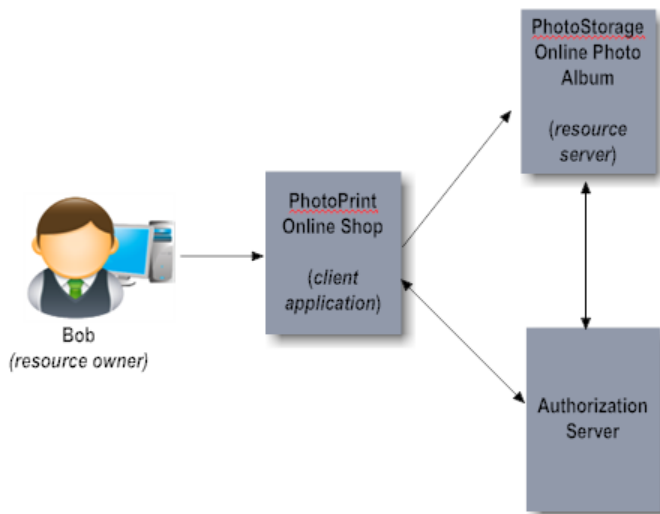 PhotoStorage
Online Photo
Album
(resource
server)
PhotoPrint
Online Shop
(client
application)
Bob
(resource owner)
Authorization
Server